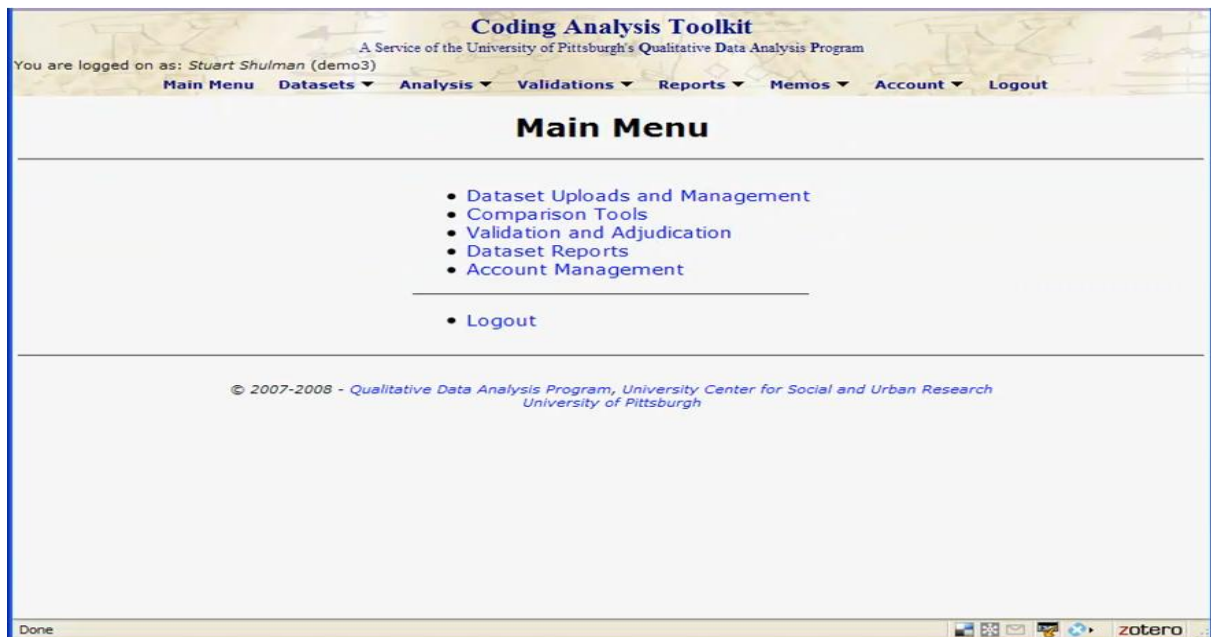 Coding Analysis Toolkit
A Service of the University of Pittsburgh's Qualitative Data Analysis Program
You are logged on as: Stuart Shulman (demo3)
Main Menu Datasets Analysis Validations Reports Memos Account Logout
Main Menu
Dataset Uploads and Management
Comparison Tools
Validation and Adjudication
Dataset Reports
Account Management
Logout
© 2007-2008 - Qualitative Data Analysis Program, University Center for Social and Urban Research
University of Pittsburgh
Done zotero